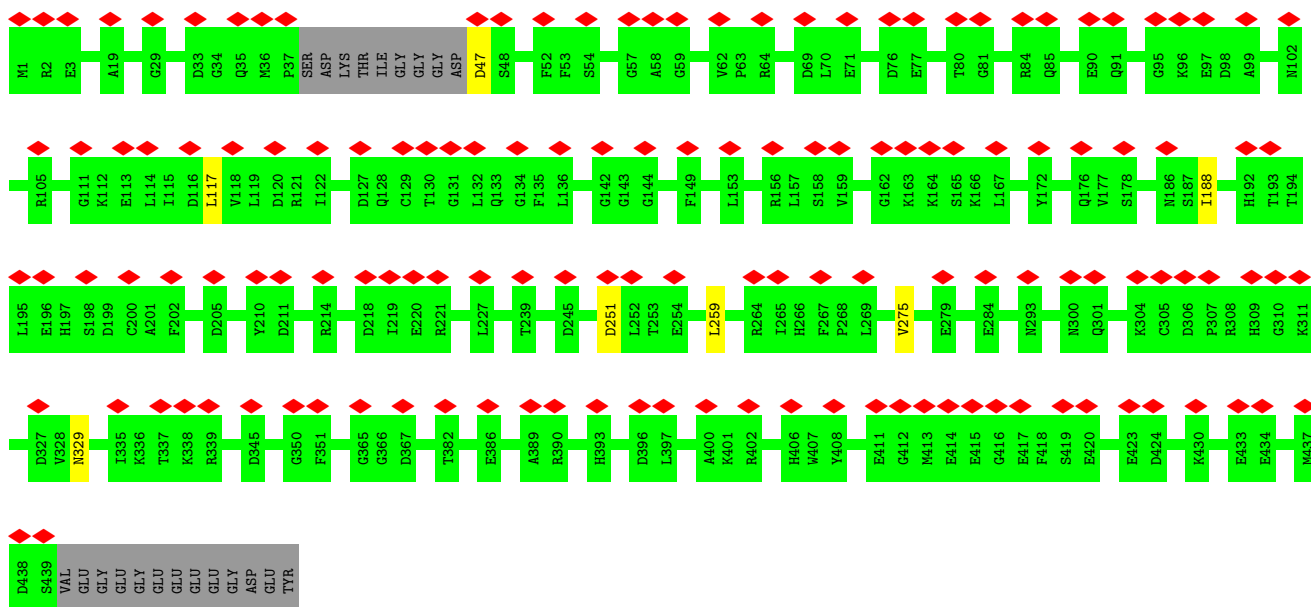 M1 R2 E3 A19 G29 D33 G34 Q35 M36 P37 SER ASP LYS THR ILE GLY GLY GLY ASP D47 S48 F52 F53 S54 G57 A58 G59 V62 P63 R64 D69 L70 E71 D76 E77 T80 G81 R84 Q85 E90 Q91 G95 K96 E97 D98 A99 N102
R105 G111 K112 E113 L114 I115 D116 L117 V118 L119 D120 R121 I122 D127 Q128 C129 T130 G131 L132 Q133 G134 F135 L136 G142 G143 G144 F149 L153 R156 L157 S158 V159 G162 K163 K164 S165 K166 L167 Y172 Q176 V177 S178 N186 S187 I188 H192 T193 T194
L195 E196 H197 S198 D199 C200 A201 F202 D205 Y210 D211 R214 D218 I219 E220 R221 L227 T239 D245 D251 L252 T253 E254 L259 R264 I265 H266 F267 P268 L269 V275 E279 E284 N293 N300 Q301 K304 C305 D306 P307 R308 H309 G310 K311
D327 V328 N329 I335 K336 T337 K338 R339 D345 G350 F351 G365 G366 D367 T382 E386 A389 R390 H393 D396 L397 A400 K401 R402 H406 W407 Y408 E411 G412 M413 E414 E415 G416 E417 F418 S419 E420 E423 D424 K430 E433 E434 M437
D438 S439 VAL GLU GLY GLU GLY GLU GLU GLU GLU GLY ASP GLU TYR